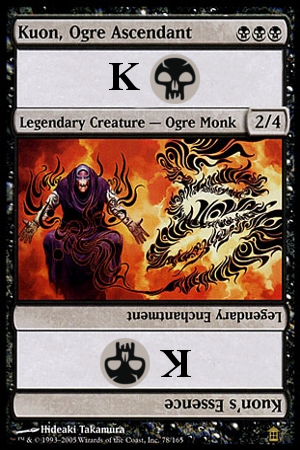 Kuon, Ogre Ascendant
K
Legendary Creature — Ogre Monk 2/4
Legendary Enchantment
K
Kuon's Essence
Hideaki Takamura
™ & © 1993–2005 Wizards of the Coast, Inc. 78/165